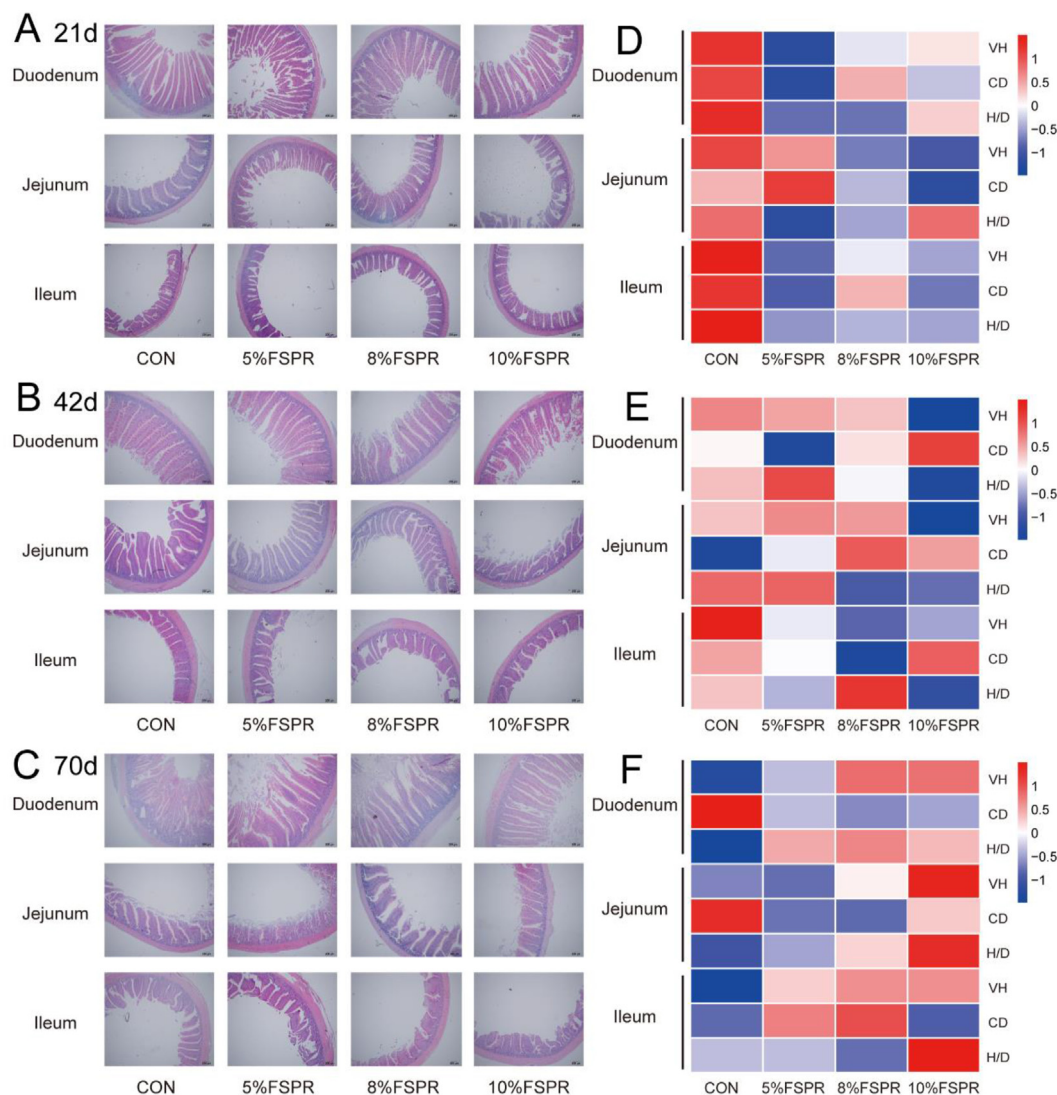 A 21d
Duodenum
Jejunum
Ileum
CON 5%FSPR 8%FSPR 10%FSPR
D
Duodenum
Jejunum
Ileum
VH
CD
H/D
VH
CD
H/D
VH
CD
H/D
1
0.5
0
−0.5
−1
CON 5%FSPR 8%FSPR 10%FSPR
B 42d
Duodenum
Jejunum
Ileum
CON 5%FSPR 8%FSPR 10%FSPR
E
Duodenum
Jejunum
Ileum
VH
CD
H/D
VH
CD
H/D
VH
CD
H/D
1
0.5
0
−0.5
−1
CON 5%FSPR 8%FSPR 10%FSPR
C 70d
Duodenum
Jejunum
Ileum
CON 5%FSPR 8%FSPR 10%FSPR
F
Duodenum
Jejunum
Ileum
VH
CD
H/D
VH
CD
H/D
VH
CD
H/D
1
0.5
0
−0.5
−1
CON 5%FSPR 8%FSPR 10%FSPR